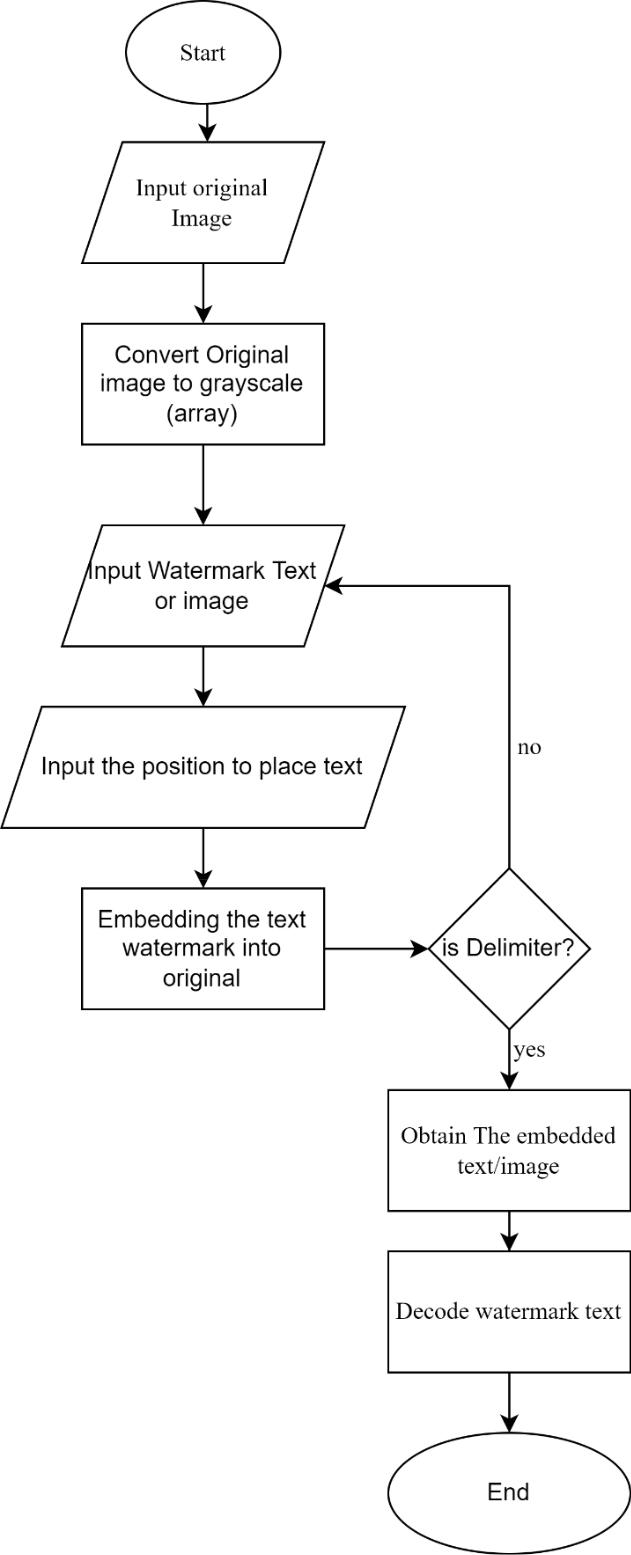 Start
Input original
Image
Convert Original
image to grayscale
(array)
Input Watermark Text
or image
Input the position to place text
no
Embedding the text
watermark into
original
is Delimiter?
yes
Obtain The embedded
text/image
Decode watermark text
End